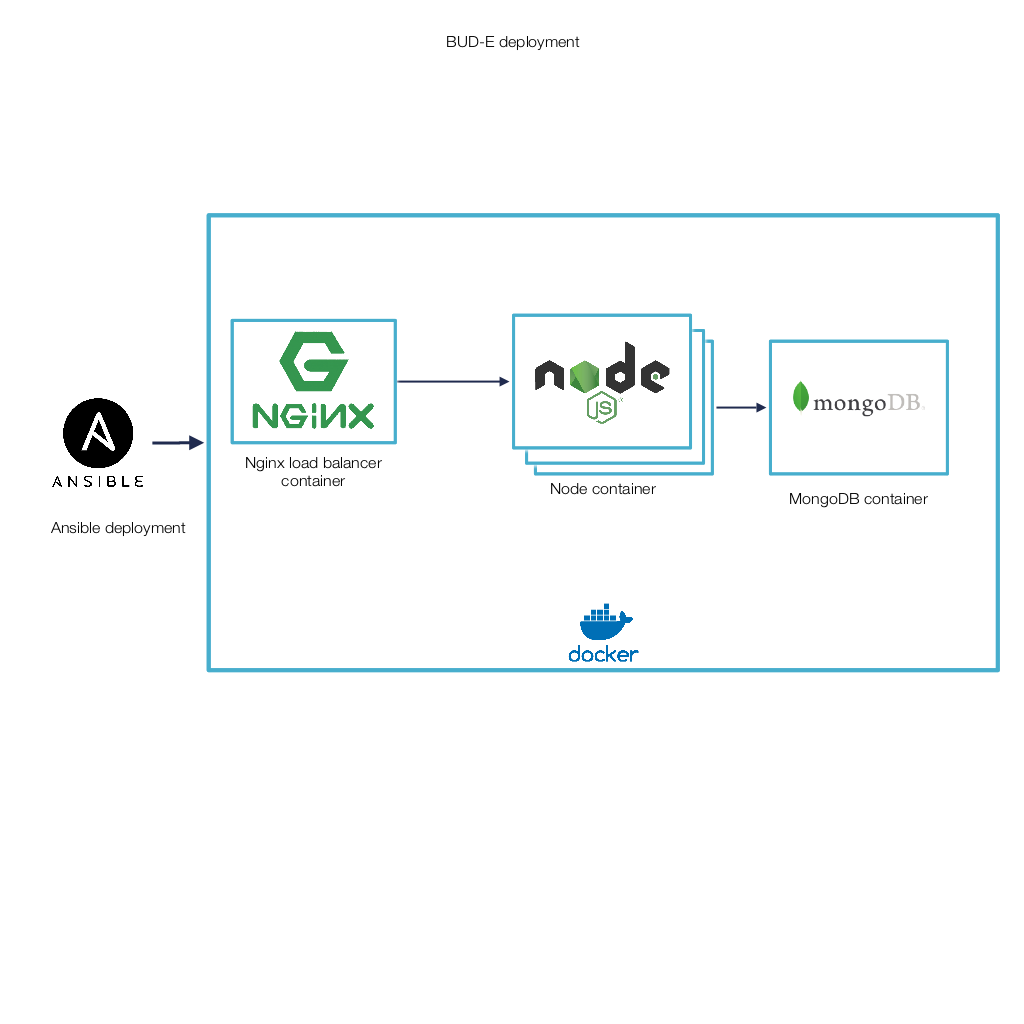 BUD-E deployment
NGINX
Nginx load balancer
container
node
JS
Node container
mongoDB
MongoDB container
ANSIBLE
Ansible deployment
docker